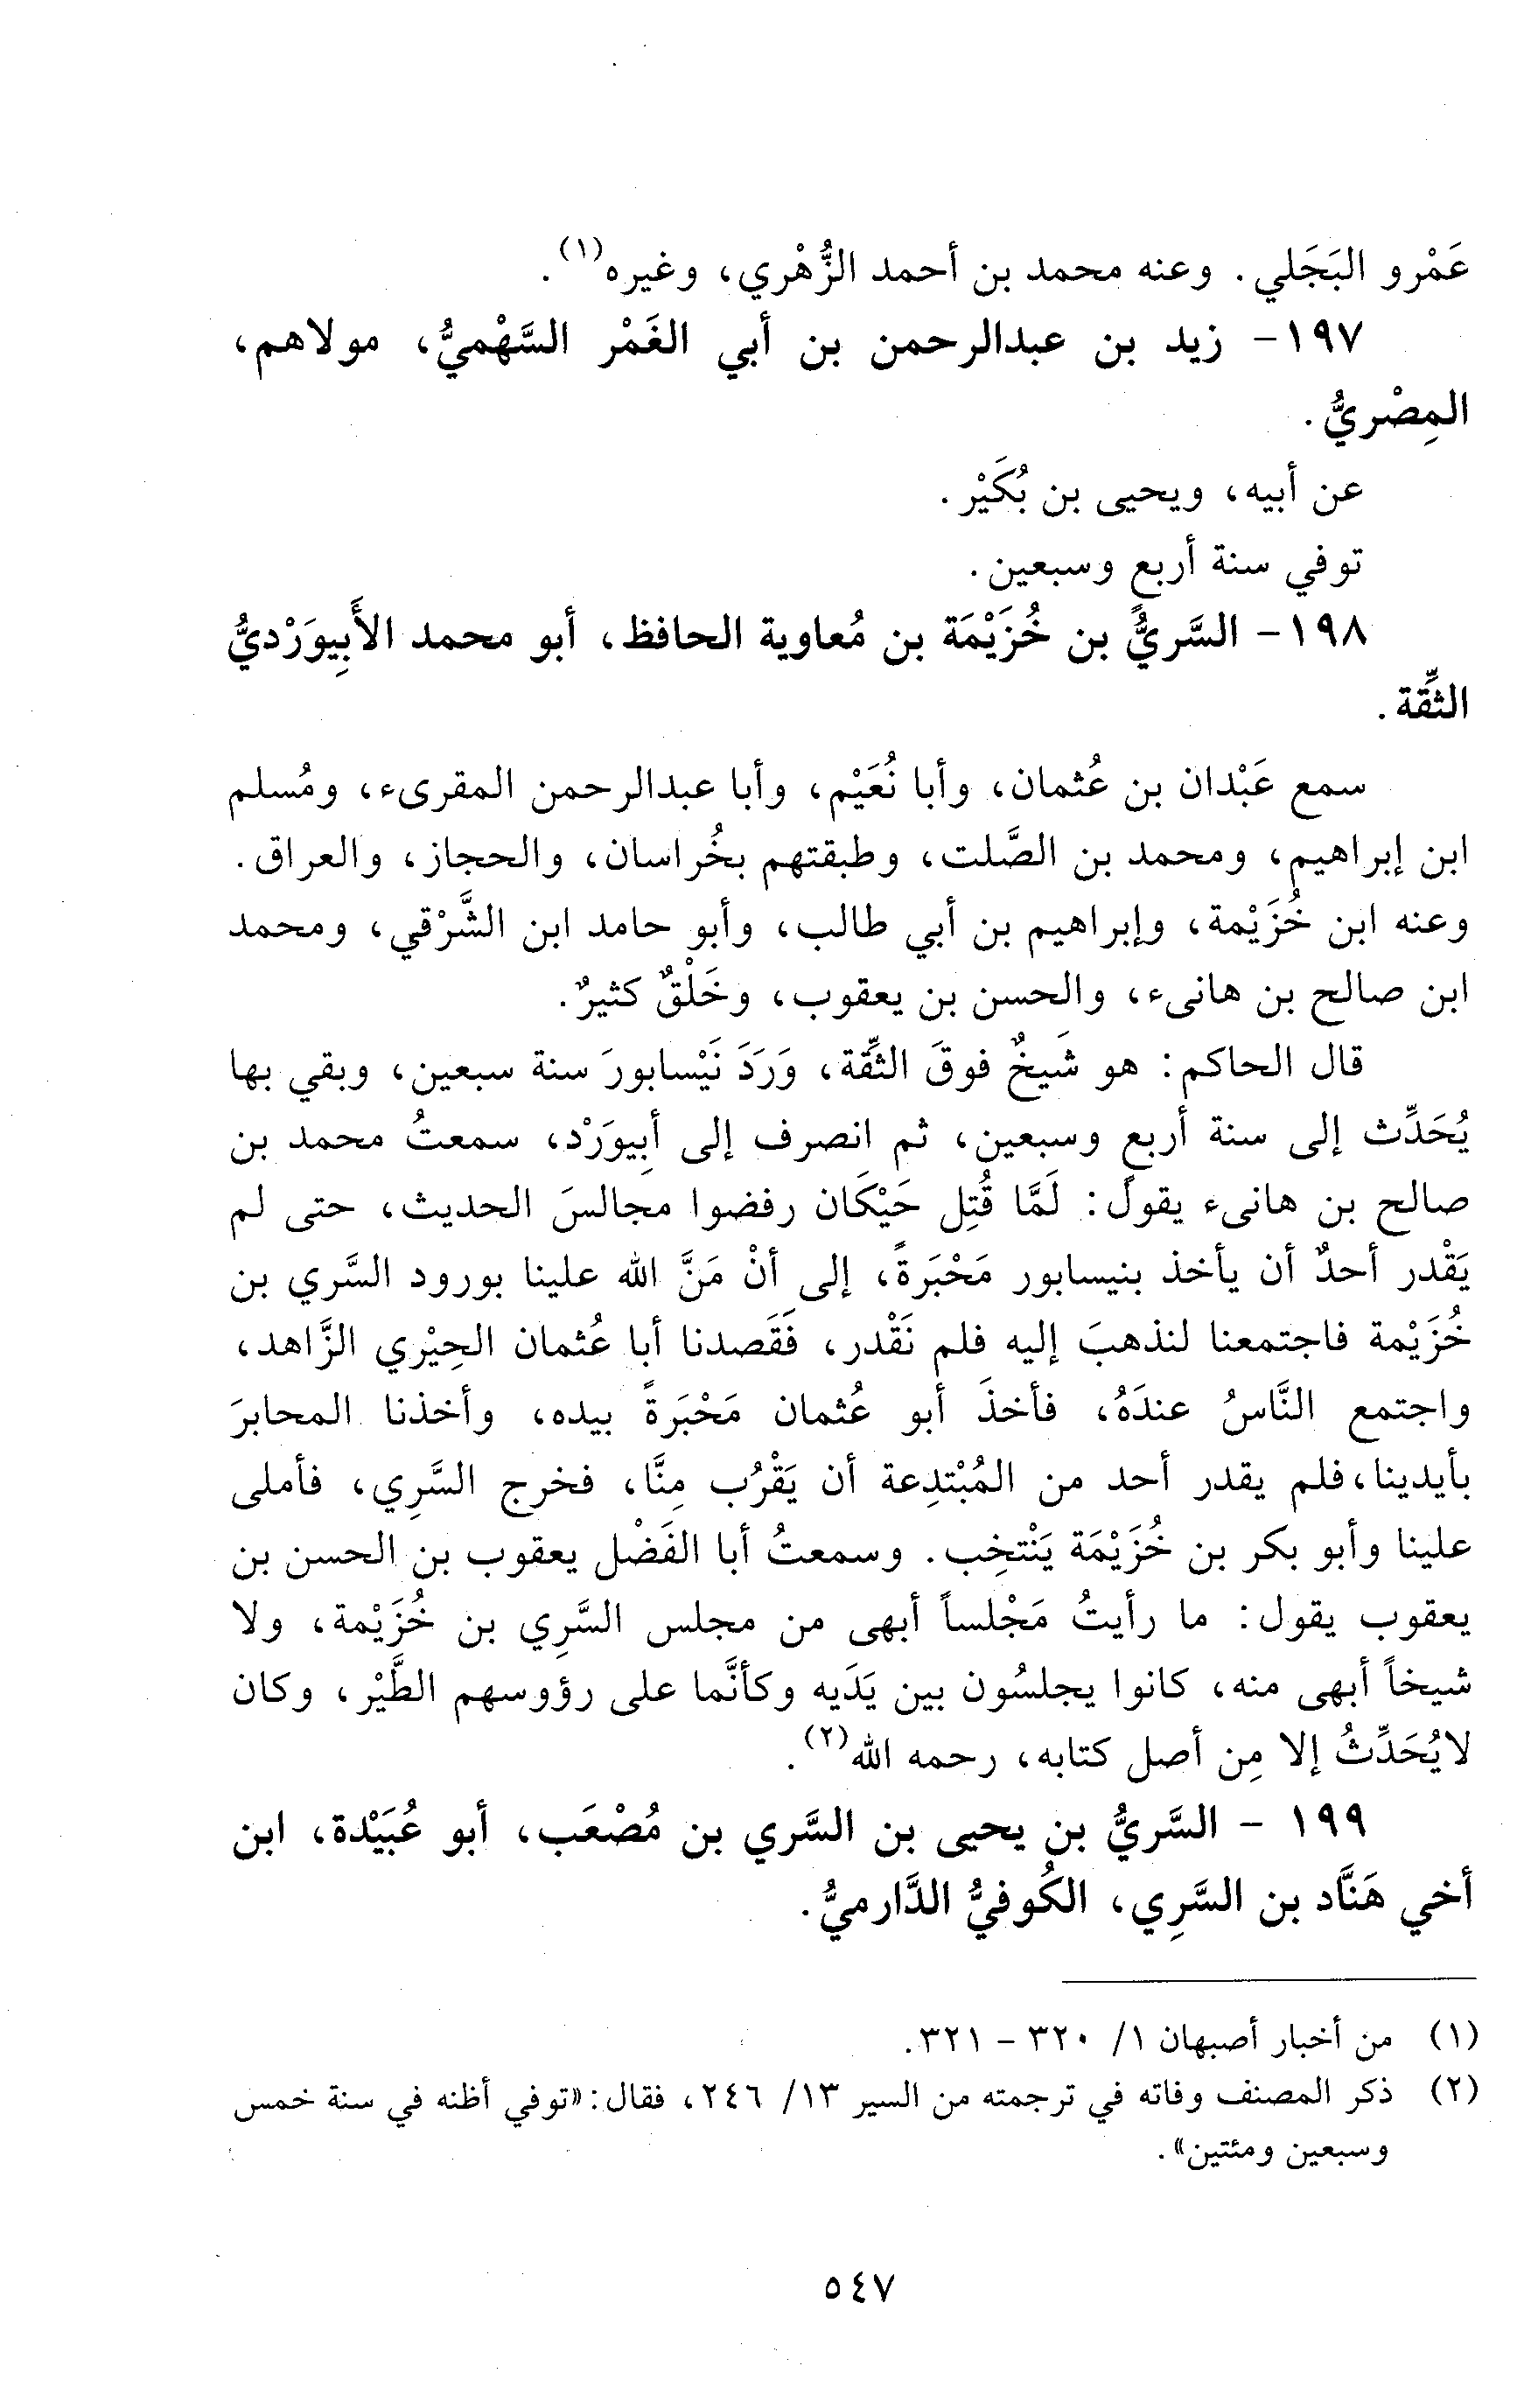 عَمْرو البَجَلي. وعنه محمد بن أحمد الزُّهْري، وغيره(١).
١٩٧- زيد بن عبدالرحمن بن أبي الغَمْر السَّهْميُّ، مولاهم،
المِصْريُّ.
عن أبيه، ويحيى بن بُكَيْر.
توفي سنة أربع وسبعين.
١٩٨- السَّريُّ بن خُزَيْمَة بن مُعاوية الحافظ، أبو محمد الأَبِيوَرْديُّ
الثِّقة.
سمع عَبْدان بن عُثمان، وأبا نُعَيْم، وأبا عبدالرحمن المقرىء، ومُسلم
ابن إبراهيم، ومحمد بن الصَّلت، وطبقتهم بخُراسان، والحجاز، والعراق.
وعنه ابن خُزَيْمة، وإبراهيم بن أبي طالب، وأبو حامد ابن الشَّرْقي، ومحمد
ابن صالح بن هانىء، والحسن بن يعقوب، وخَلْقٌ كثيرٌ.
قال الحاكم: هو شَيخٌ فوقَ الثِّقة، وَرَدَ نَيْسابورَ سنة سبعين، وبقي بها
يُحَدِّث إلى سنة أربعٍ وسبعين، ثم انصرف إلى أَبِيوَرْد، سمعتُ محمد بن
صالح بن هانىء يقول: لَمَّا قُتِل حَيْكَان رفضوا مجالسَ الحديث، حتى لم
يَقْدر أحدٌ أن يأخذ بنيسابور مَحْبَرةً، إلى أنْ مَنَّ الله علينا بورود السَّري بن
خُزَيْمة فاجتمعنا لنذهبَ إليه فلم نَقْدر، فَقَصدنا أبا عُثمان الحِيْري الزَّاهد،
واجتمع النَّاسُ عندَهُ، فأخذَ أبو عُثمان مَحْبَرةً بيده، وأخذنا المحابرَ
بأيدينا، فلم يقدر أحد من المُبْتدِعة أن يَقْرُب مِنَّا، فخرج السَّرِي، فأملى
علينا وأبو بكر بن خُزَيْمَة يَنْتخِب. وسمعتُ أبا الفَضْل يعقوب بن الحسن بن
يعقوب يقول: ما رأيتُ مَجْلساً أبهى من مجلس السَّرِي بن خُزَيْمة، ولا
شيخاً أبهى منه، كانوا يجلسُون بين يَدَيه وكأنَّما على رؤوسهم الطَّيْر، وكان
لايُحَدِّثُ إلا مِن أصل كتابه، رحمه الله(٢).
١٩٩ - السَّريُّ بن يحيى بن السَّري بن مُصْعَب، أبو عُبَيْدة، ابن
أخي هَنَّاد بن السَّرِي، الكُوفيُّ الدَّارميُّ.
(١) من أخبار أصبهان ١/ ٣٢٠ - ٣٢١.
(٢) ذكر المصنف وفاته في ترجمته من السير ١٣/ ٢٤٦، فقال: «توفي أظنه في سنة خمس
وسبعين ومئتين».
٥٤٧